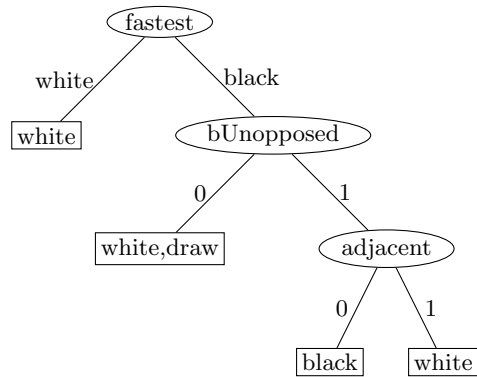 fastest
white black
white bUnopposed
0 1
white,draw adjacent
0 1
black white